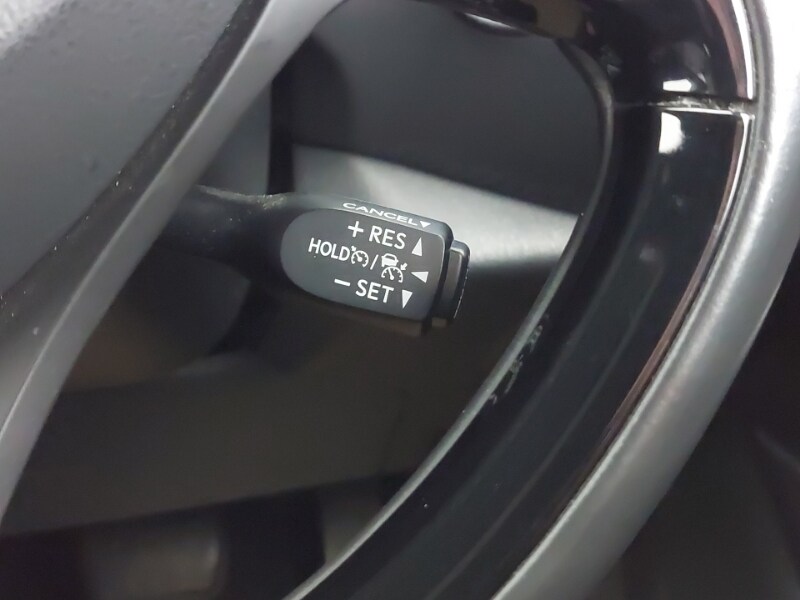 CANCEL▼
+ RES ▲
HOLD / ◀
− SET ▼